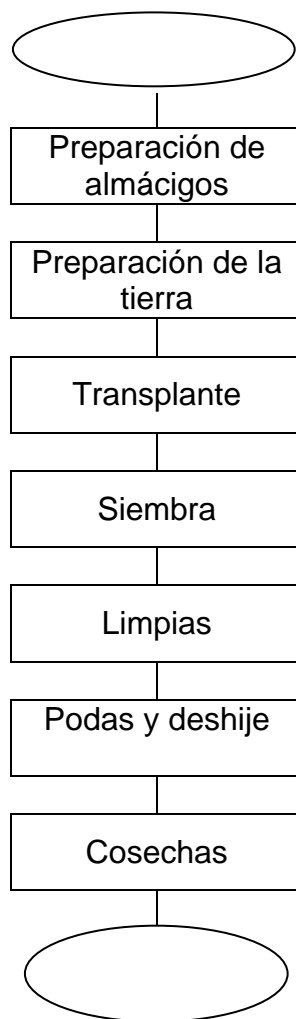 Preparación de
almácigos
Preparación de la
tierra
Transplante
Siembra
Limpias
Podas y deshije
Cosechas